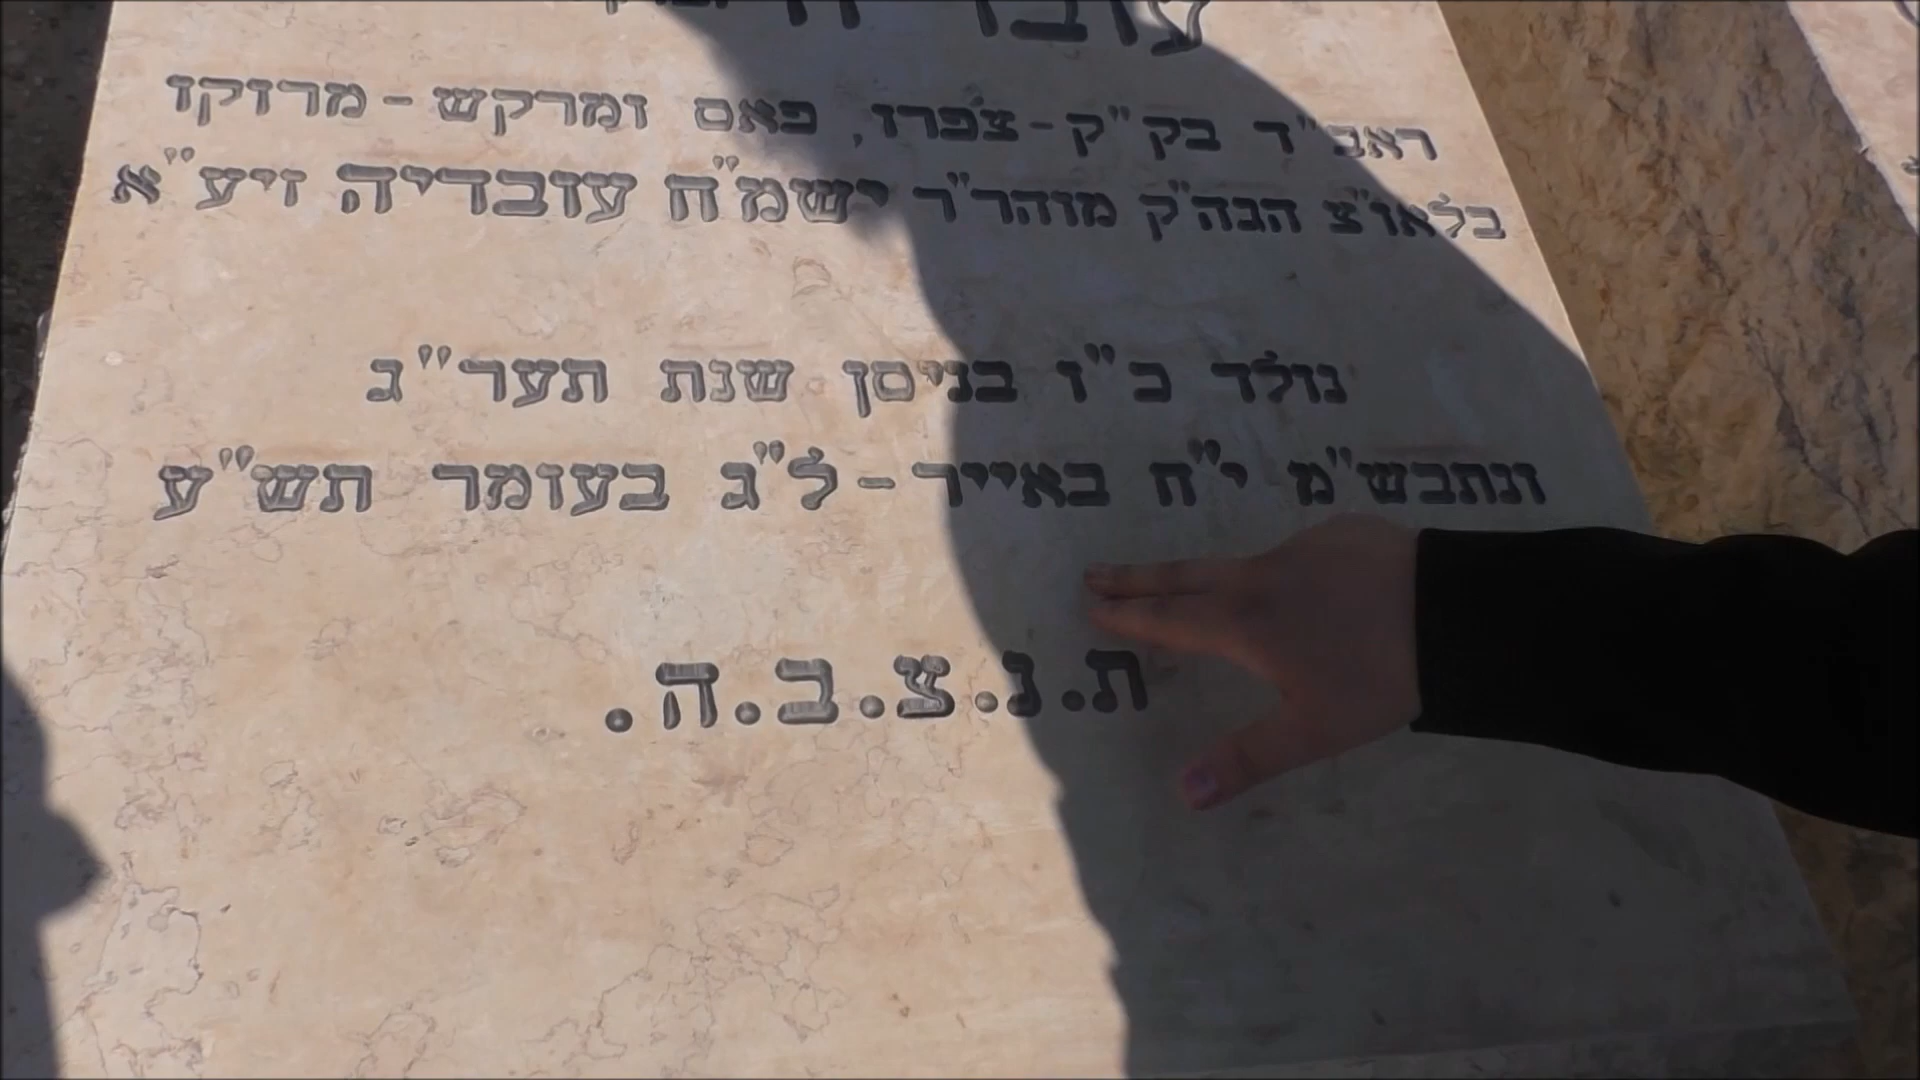 ראב"ד בק"ק - צפרו, פאס ומרקש - מרוקו
בלאו"צ הגה"ק מוהר"ר ישמ"ח עובדיה זיע"א
נולד כ"ו בניסן שנת תער"ג
ונתבש"מ י"ח באייר - ל"ג בעומר תש"ע
ת.נ.צ.ב.ה.